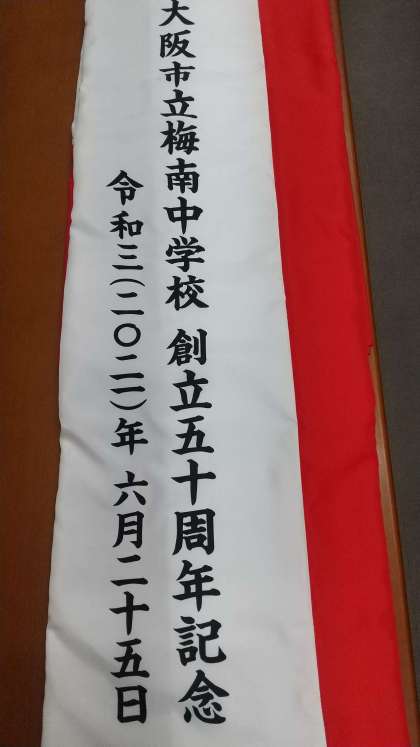 大阪市立梅南中学校 創立五十周年記念
令和三(二〇二一)年 六月二十五日